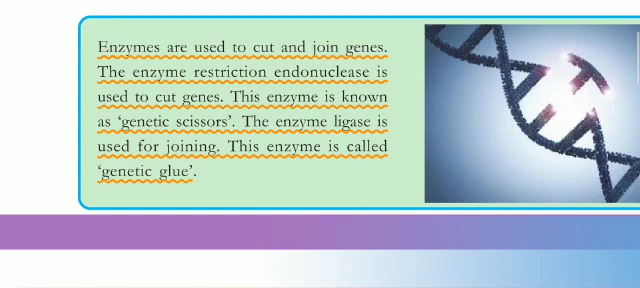 Enzymes are used to cut and join genes.
The enzyme restriction endonuclease is
used to cut genes. This enzyme is known
as ‘genetic scissors’. The enzyme ligase is
used for joining. This enzyme is called
‘genetic glue’.